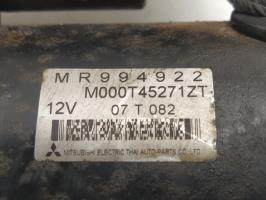 MR994922
M000T45271ZT
12V 07 T 082
MITSUBISHI ELECTRIC THAI AUTO-PARTS CO.,LTD.